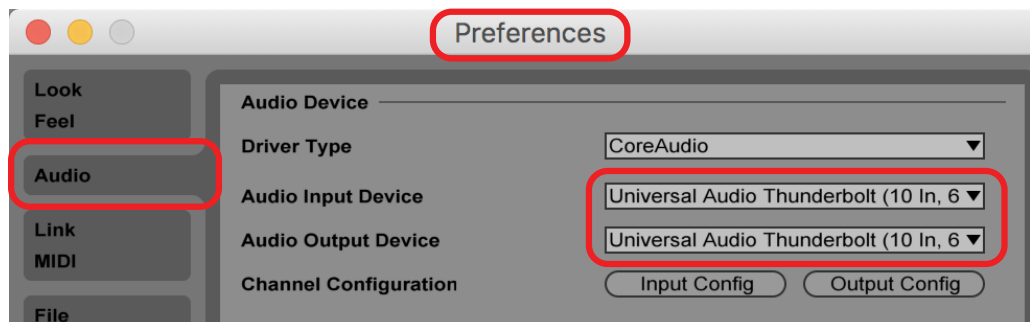 Preferences
Look
Feel
Audio
Link
MIDI
File
Audio Device
Driver Type CoreAudio
Audio Input Device Universal Audio Thunderbolt (10 In, 6
Audio Output Device Universal Audio Thunderbolt (10 In, 6
Channel Configuration Input Config Output Config